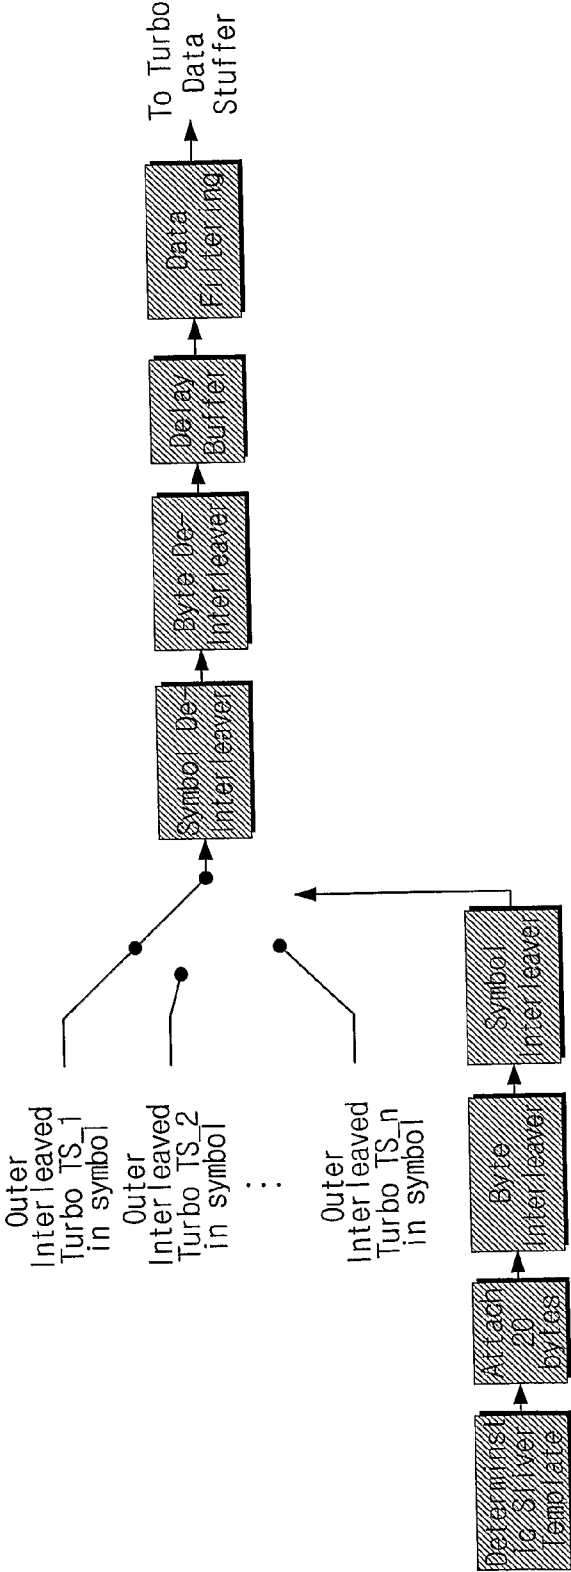 Outer
Interleaved
Turbo TS_1
in symbol
Outer
Interleaved
Turbo TS_2
in symbol
...
Outer
Interleaved
Turbo TS_n
in symbol
Symbol De-
Interleaver
Byte De-
Interleaver
Delay
Buffer
Data
Filtering
To Turbo
Data
Stuffer
Determinst
ic Sliver
Template
Attach
20
bytes
Byte
Interleaver
Symbol
Interleaver